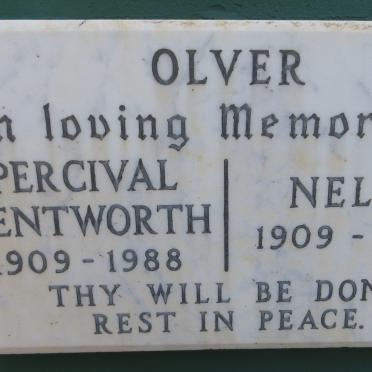 OLVER
n loving Memor
PERCIVAL
ENTWORTH
1909 - 1988
NEL
1909 -
THY WILL BE DON
REST IN PEACE.